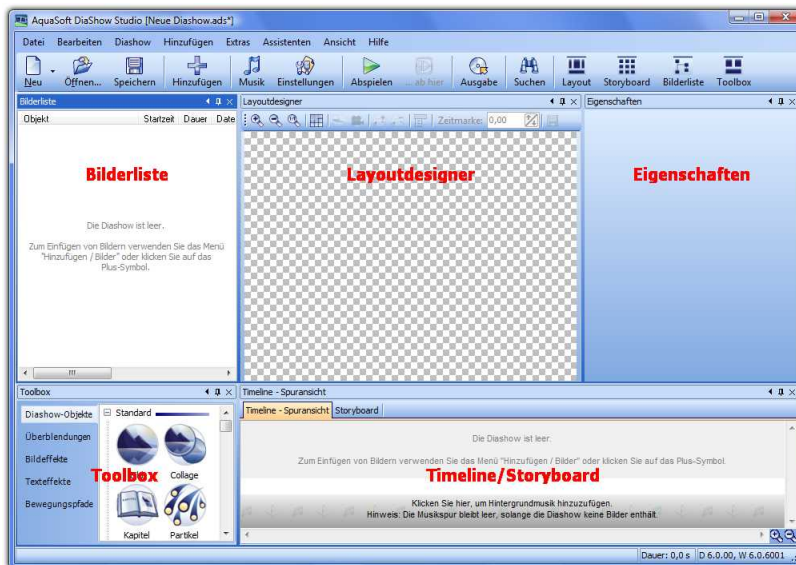 AquaSoft DiaShow Studio [Neue Diashow.ads*]
Datei Bearbeiten Diashow Hinzufügen Extras Assistenten Ansicht Hilfe
Neu Öffnen... Speichern Hinzufügen Musik Einstellungen Abspielen ... ab hier Ausgabe Suchen Layout Storyboard Bilderliste Toolbox
Bilderliste
Objekt Startzeit Dauer Date
Bilderliste
Die Diashow ist leer.
Zum Einfügen von Bildern verwenden Sie das Menü
"Hinzufügen / Bilder" oder klicken Sie auf das
Plus-Symbol.
Layoutdesigner
Zeitmarke: 0,00
Layoutdesigner
Eigenschaften
Eigenschaften
Toolbox
Diashow-Objekte
Überblendungen
Bildeffekte
Texteffekte
Bewegungspfade
Standard
Collage
Kapitel Partikel
Toolbox
Timeline - Spuransicht
Timeline - Spuransicht Storyboard
Die Diashow ist leer.
Zum Einfügen von Bildern verwenden Sie das Menü "Hinzufügen / Bilder" oder klicken Sie auf das Plus-Symbol.
Timeline/Storyboard
Klicken Sie hier, um Hintergrundmusik hinzuzufügen.
Hinweis: Die Musikspur bleibt leer, solange die Diashow keine Bilder enthält.
Dauer: 0,0 s D 6.0.00, W 6.0.6001